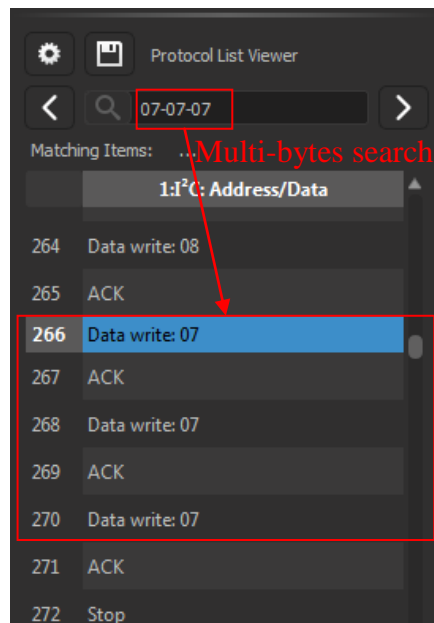 Protocol List Viewer
07-07-07
Matching Items: ... Multi-bytes search
1:I²C: Address/Data
264 Data write: 08
265 ACK
266 Data write: 07
267 ACK
268 Data write: 07
269 ACK
270 Data write: 07
271 ACK
272 Stop